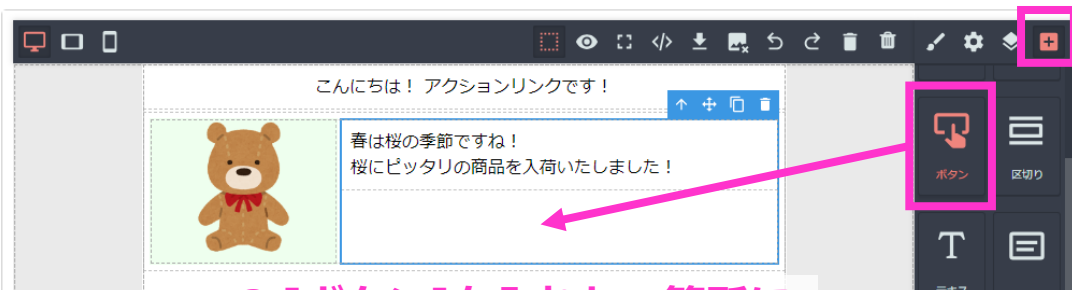 こんにちは！ アクションリンクです！
春は桜の季節ですね！
桜にピッタリの商品を入荷いたしました！
ボタン
区切り